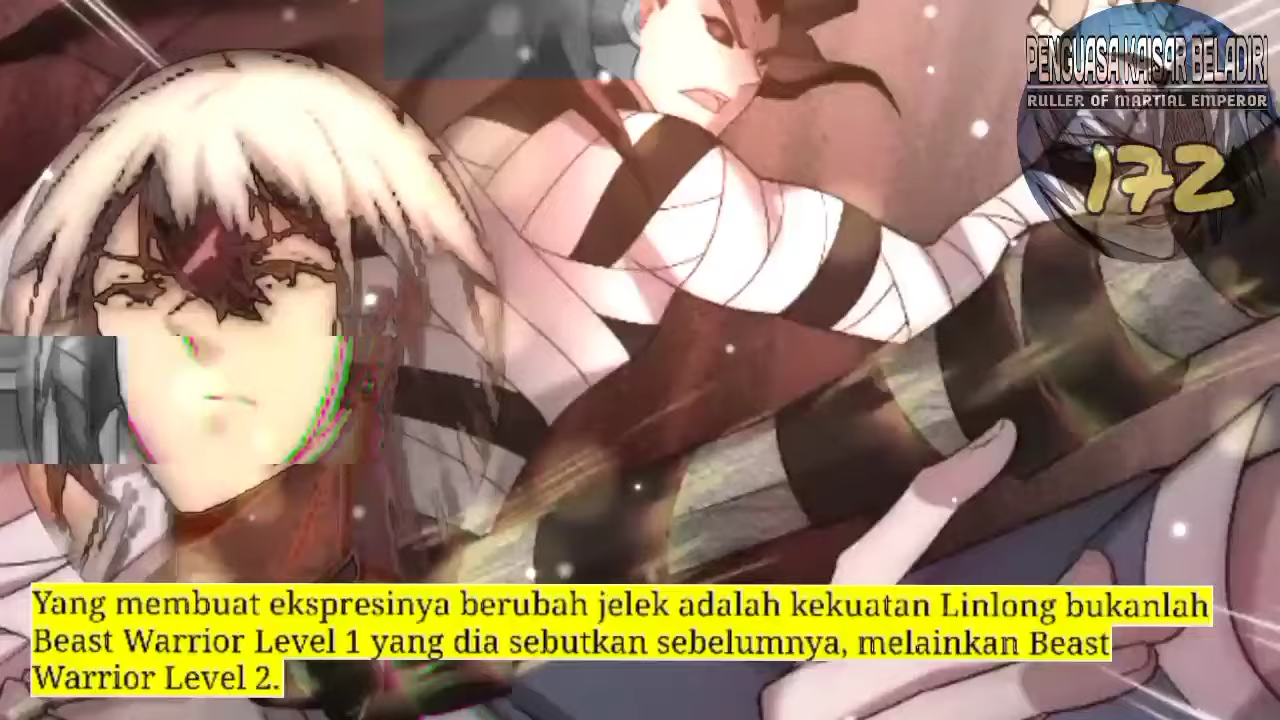 PENGUASA KAISAR BELADIRI
RULLER OF MARTIAL EMPEROR
172
Yang membuat ekspresinya berubah jelek adalah kekuatan Linlong bukanlah
Beast Warrior Level 1 yang dia sebutkan sebelumnya, melainkan Beast
Warrior Level 2.